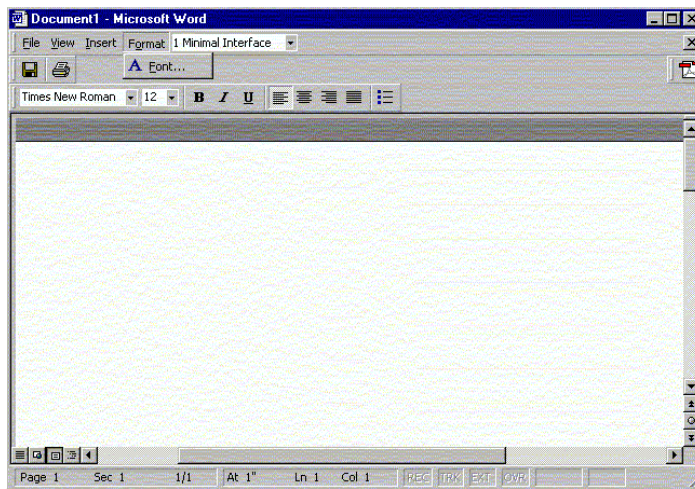 Document1 - Microsoft Word
File View Insert Format 1 Minimal Interface
A Font...
Times New Roman 12 B I U
Page 1 Sec 1 1/1 At 1" Ln 1 Col 1 REC TRK EXT OVR